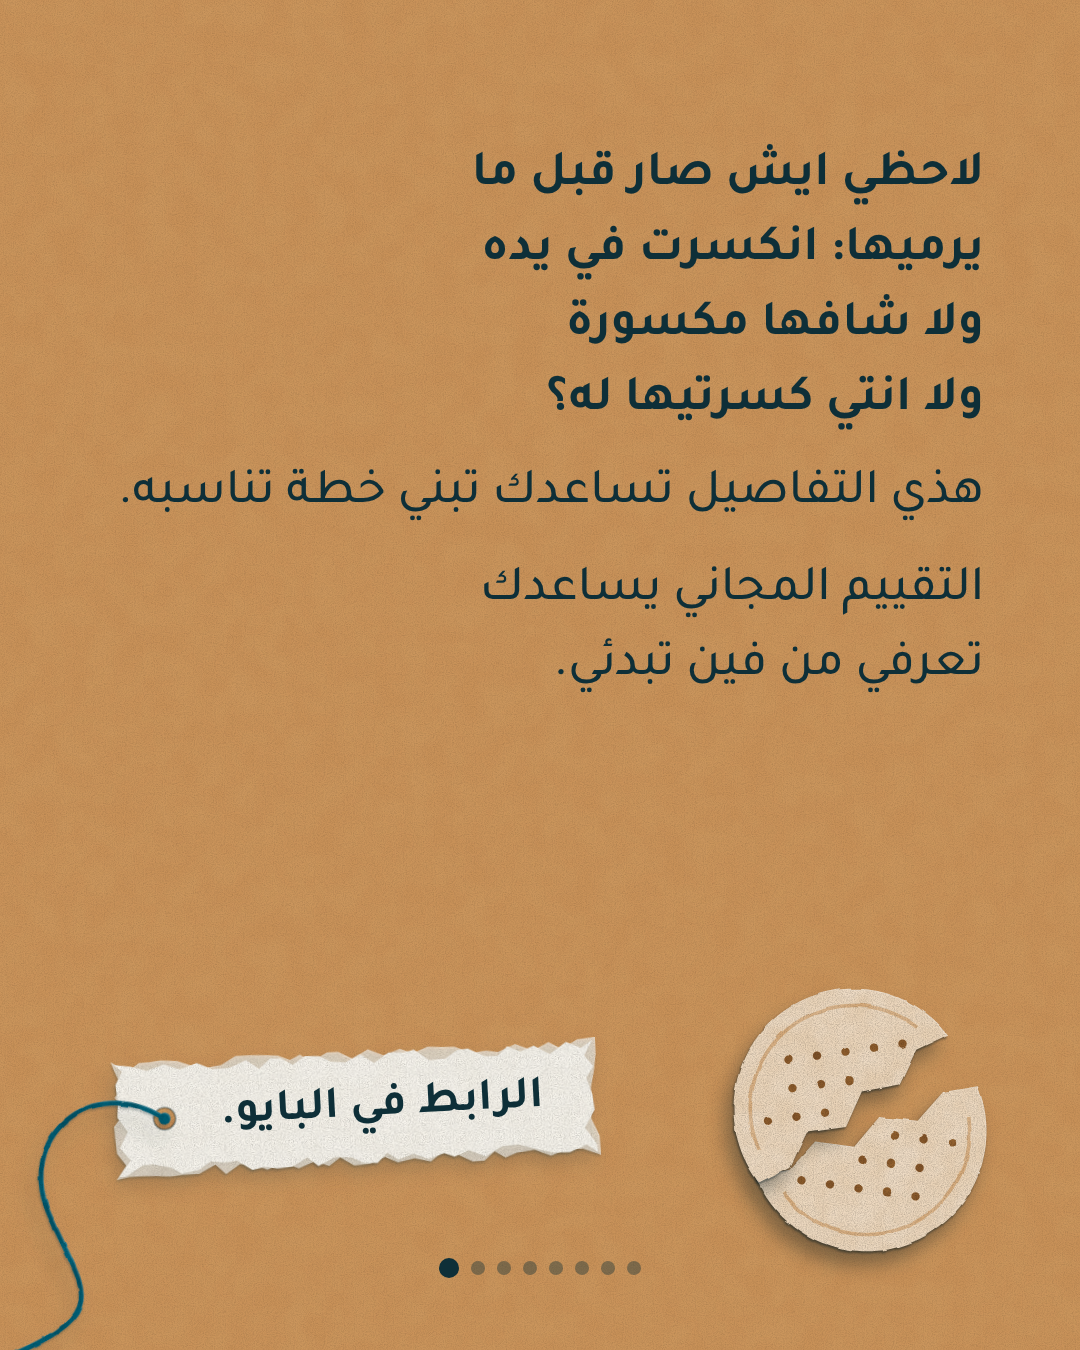 لاحظي ايش صار قبل ما
يرميها: انكسرت في يده
ولا شافها مكسورة
ولا انتي كسرتيها له؟
هذي التفاصيل تساعدك تبني خطة تناسبه.
التقييم المجاني يساعدك
تعرفي من فين تبدئي.
الرابط في البايو.